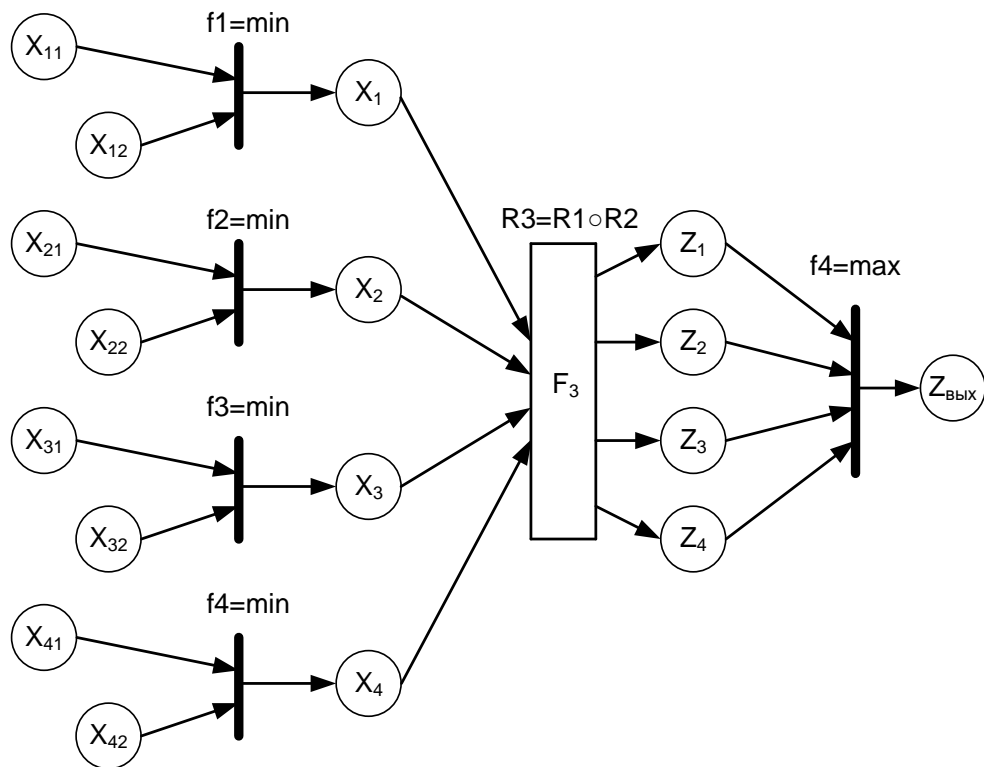 f1=min
X₁₁
X₁
X₁₂
f2=min
X₂₁
X₂
X₂₂
f3=min
X₃₁
X₃
X₃₂
f4=min
X₄₁
X₄
X₄₂
R3=R1○R2
F₃
Z₁
Z₂
Z₃
Z₄
f4=max
Zвых